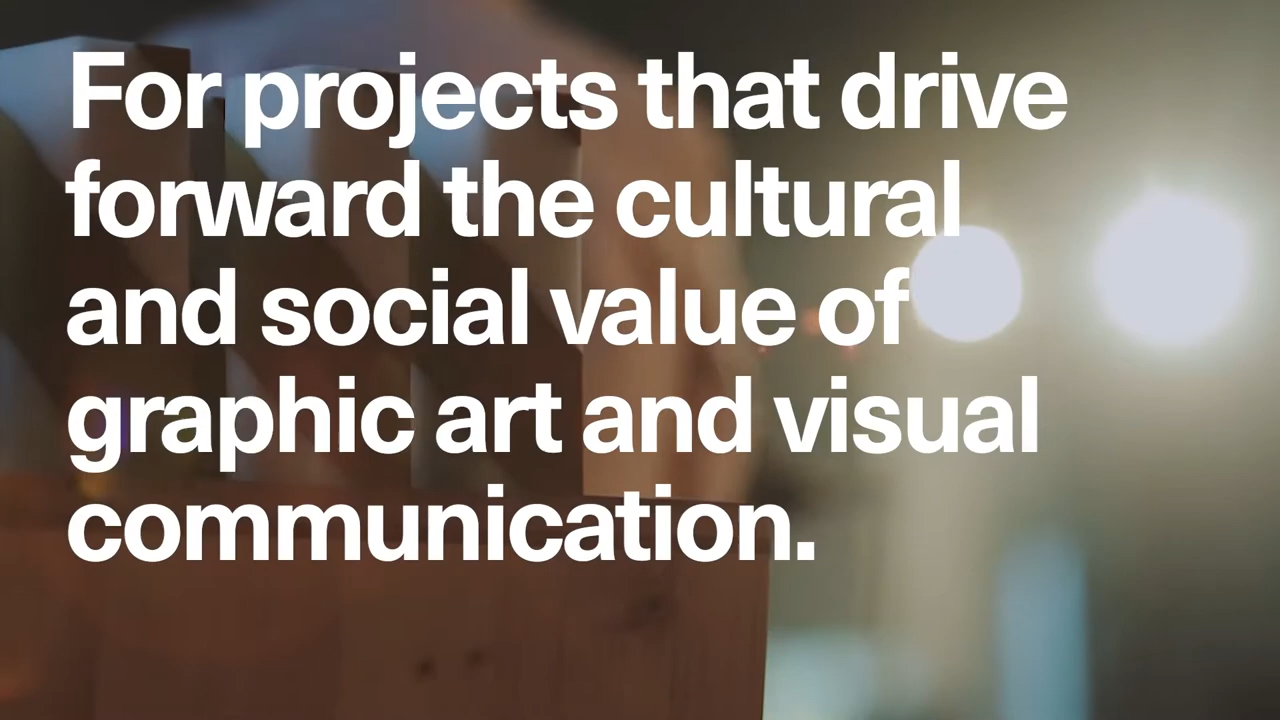 For projects that drive
forward the cultural
and social value of
graphic art and visual
communication.